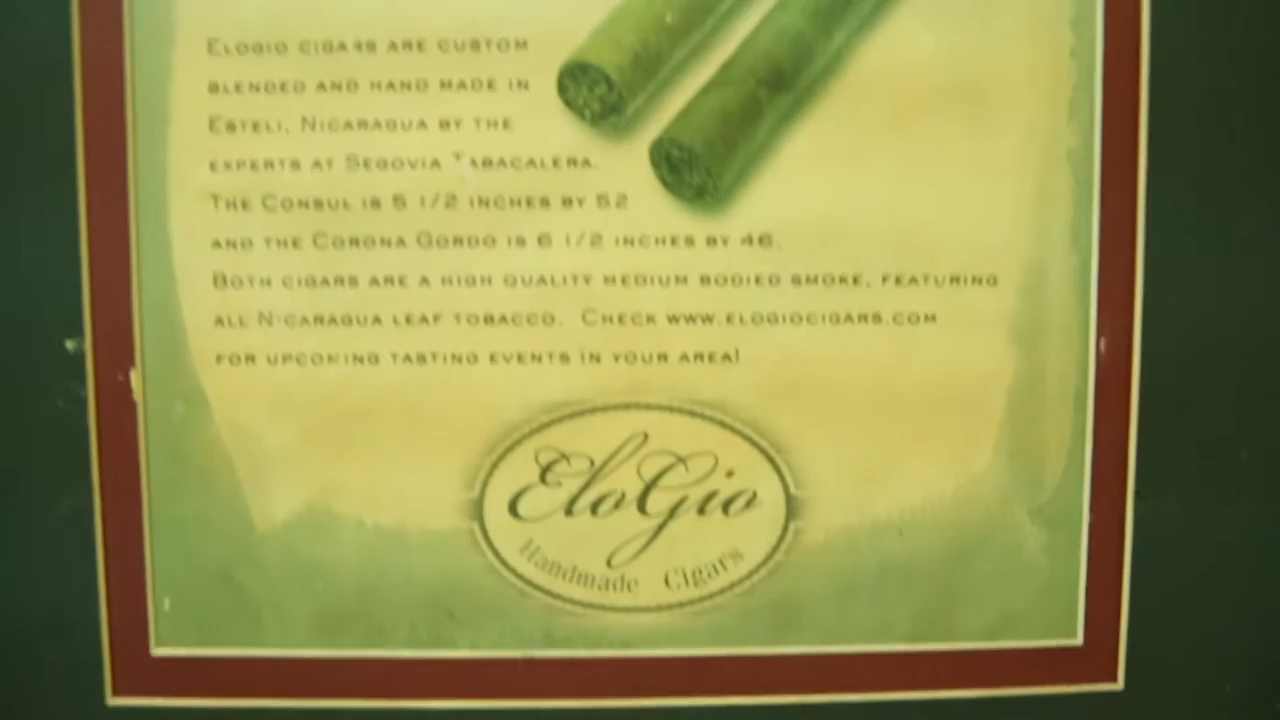 ELOGIO CIGARS ARE CUSTOM
BLENDED AND HAND MADE IN
ESTELI, NICARAGUA BY THE
EXPERTS AT SEGOVIA TABACALERA.
THE CONSUL IS 5 1/2 INCHES BY 52
AND THE CORONA GORDO IS 6 1/2 INCHES BY 46.
BOTH CIGARS ARE A HIGH QUALITY MEDIUM BODIED SMOKE, FEATURING
ALL NICARAGUA LEAF TOBACCO. CHECK WWW.ELOGIOCIGARS.COM
FOR UPCOMING TASTING EVENTS IN YOUR AREA!
EloGio
Handmade Cigars